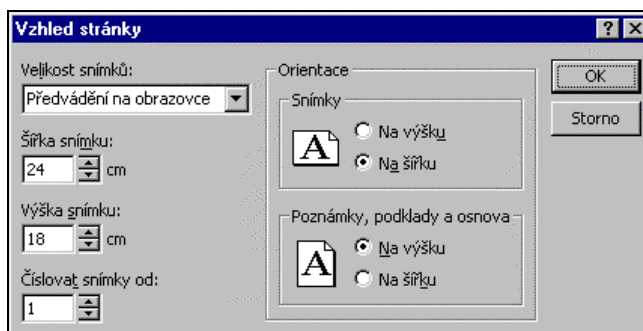 Vzhled stránky
Velikost snímků:
Předvádění na obrazovce
Šířka snímku:
24 cm
Výška snímku:
18 cm
Číslovat snímky od:
1
Orientace
Snímky
A
Na výšku
Na šířku
Poznámky, podklady a osnova
A
Na výšku
Na šířku
OK
Storno